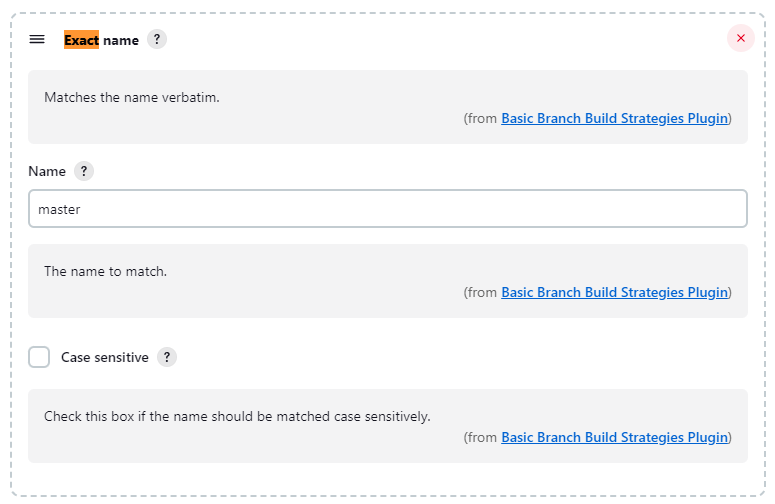 Exact name ?
Matches the name verbatim.
(from Basic Branch Build Strategies Plugin)
Name ?
master
The name to match.
(from Basic Branch Build Strategies Plugin)
Case sensitive ?
Check this box if the name should be matched case sensitively.
(from Basic Branch Build Strategies Plugin)